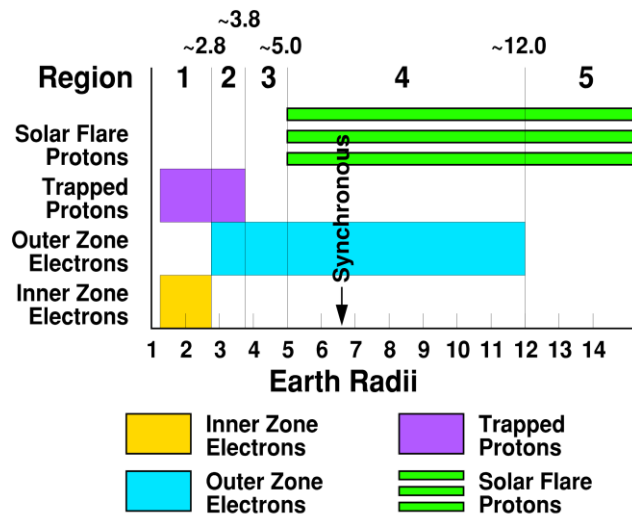 ~3.8
~2.8 ~5.0 ~12.0
Region 1 2 3 4 5
Solar Flare
Protons
Trapped
Protons
Outer Zone
Electrons
Inner Zone
Electrons
Synchronous
1 2 3 4 5 6 7 8 9 10 11 12 13 14
Earth Radii
Inner Zone
Electrons
Trapped
Protons
Outer Zone
Electrons
Solar Flare
Protons